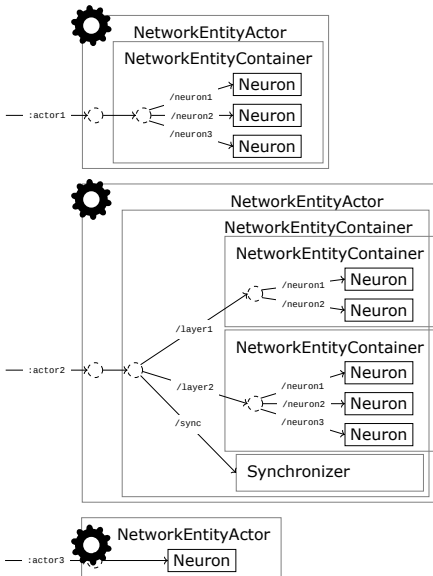 NetworkEntityActor
NetworkEntityContainer
/neuron1
Neuron
:actor1
/neuron2
Neuron
/neuron3
Neuron
NetworkEntityActor
NetworkEntityContainer
NetworkEntityContainer
/neuron1
Neuron
/neuron2
Neuron
/layer1
NetworkEntityContainer
:actor2
/layer2
/neuron1
Neuron
/neuron2
Neuron
/neuron3
Neuron
/sync
Synchronizer
NetworkEntityActor
:actor3
Neuron